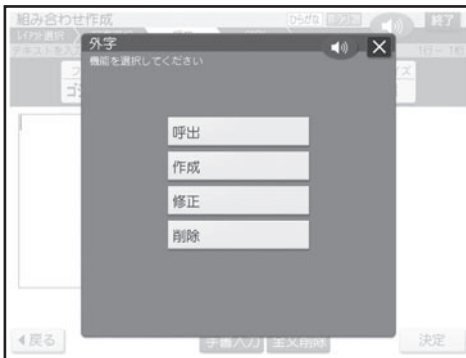 組み合わせ作成
ひらがな
終了
外字
機能を選択してください
呼出
作成
修正
削除
戻る
手書入力
全文削除
決定